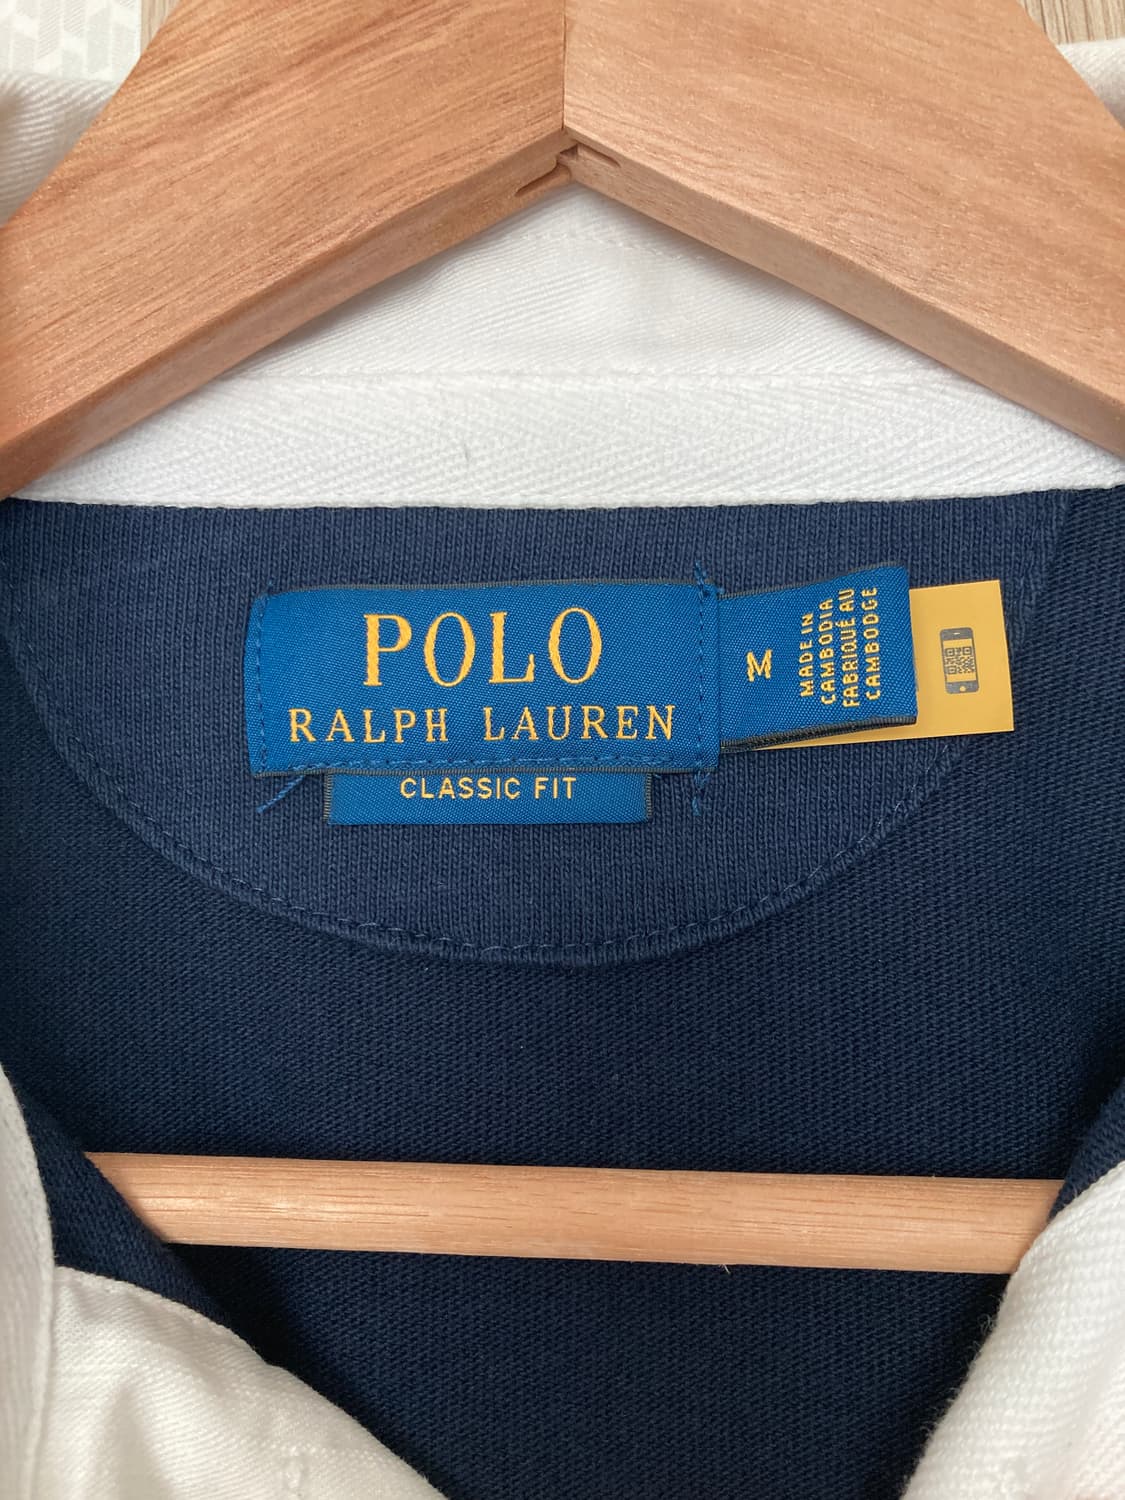 POLO
RALPH LAUREN
CLASSIC FIT
M
MADE IN
CAMBODIA
FABRIQUÉ AU
CAMBODGE